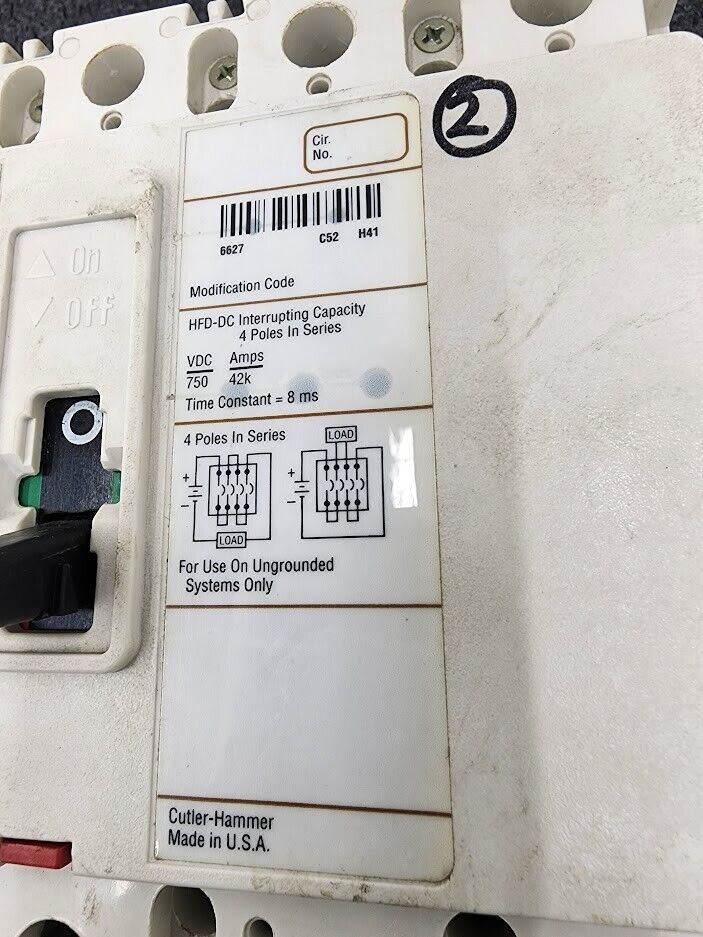 2
Cir.
No.
6627 C52 H41
Modification Code
HFD-DC Interrupting Capacity
4 Poles In Series
VDC Amps
750 42k
Time Constant = 8 ms
On
Off
4 Poles In Series
LOAD
+ +
- -
LOAD
For Use On Ungrounded
Systems Only
Cutler-Hammer
Made in U.S.A.